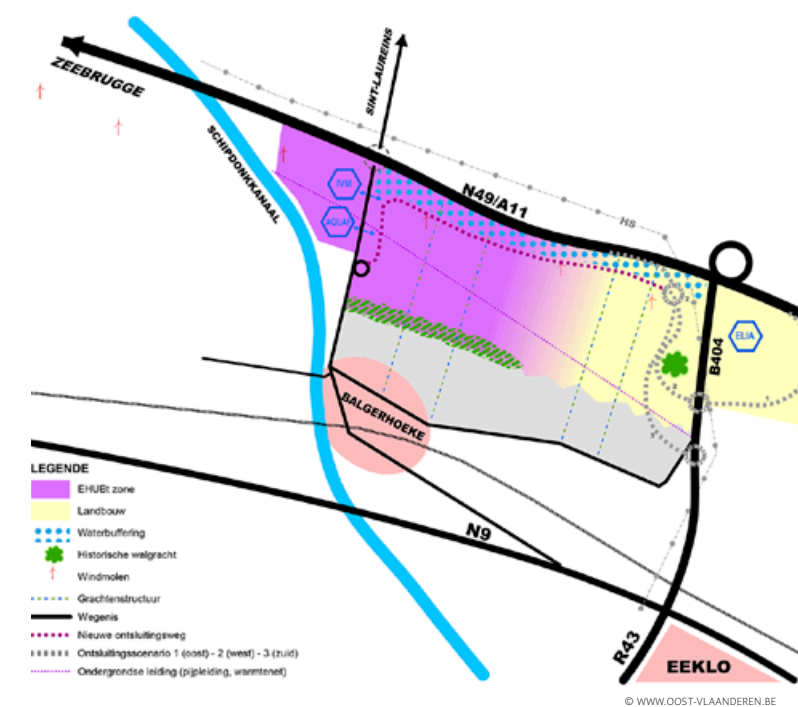 ZEEBRUGGE
SINT-LAUREINS
SCHIPDONKKANAAL
IVM
AQUAF
N49/A11
HS
ELIA
B404
BALGERHOEKE
N9
R43
EEKLO
LEGENDE
EHUBt zone
Landbouw
Waterbuffering
Historische walgracht
Windmolen
Grachtenstructuur
Wegenis
Nieuwe ontsluitingsweg
Ontsluitingsscenario 1 (oost) - 2 (west) - 3 (zuid)
Ondergrondse leiding (pijpleiding, warmtenet)
© WWW.OOST-VLAANDEREN.BE